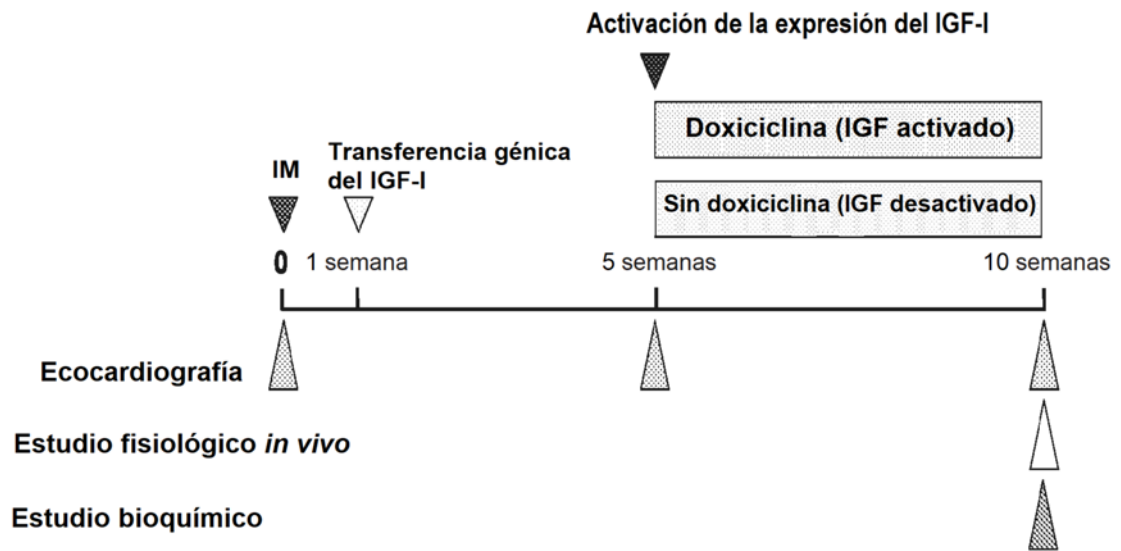 Activación de la expresión del IGF-I
Doxiciclina (IGF activado)
IM
Transferencia génica
del IGF-I
Sin doxiciclina (IGF desactivado)
0
1 semana
5 semanas
10 semanas
Ecocardiografía
Estudio fisiológico in vivo
Estudio bioquímico